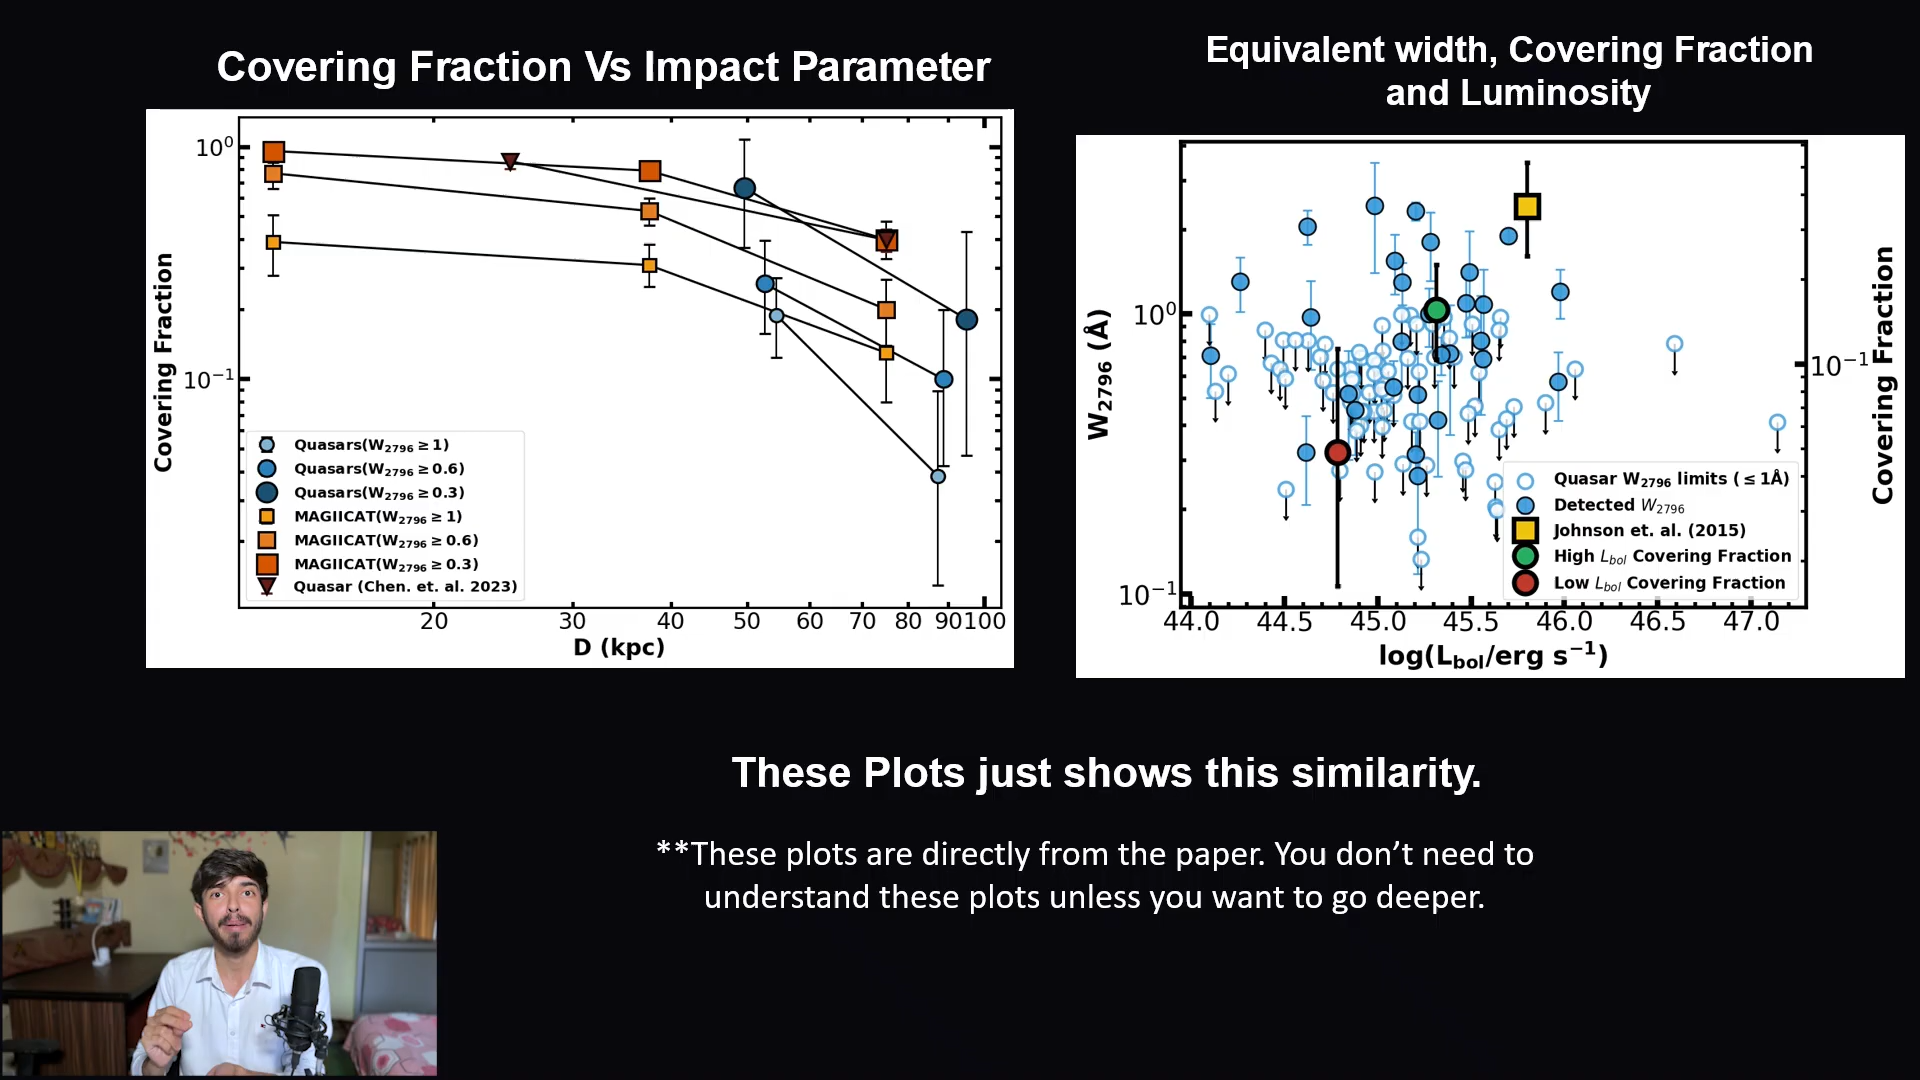 Covering Fraction Vs Impact Parameter
10⁰
10⁻¹
Covering Fraction
Quasars(W₂₇₉₆ ≥ 1)
Quasars(W₂₇₉₆ ≥ 0.6)
Quasars(W₂₇₉₆ ≥ 0.3)
MAGIICAT(W₂₇₉₆ ≥ 1)
MAGIICAT(W₂₇₉₆ ≥ 0.6)
MAGIICAT(W₂₇₉₆ ≥ 0.3)
Quasar (Chen. et. al. 2023)
20 30 40 50 60 70 80 90 100
D (kpc)
Equivalent width, Covering Fraction
and Luminosity
10⁰
10⁻¹
W₂₇₉₆ (Å)
10⁻¹
Covering Fraction
Quasar W₂₇₉₆ limits (≤1Å)
Detected W₂₇₉₆
Johnson et. al. (2015)
High L_bol Covering Fraction
Low L_bol Covering Fraction
44.0 44.5 45.0 45.5 46.0 46.5 47.0
log(L_bol/erg s⁻¹)
These Plots just shows this similarity.
**These plots are directly from the paper. You don’t need to
understand these plots unless you want to go deeper.